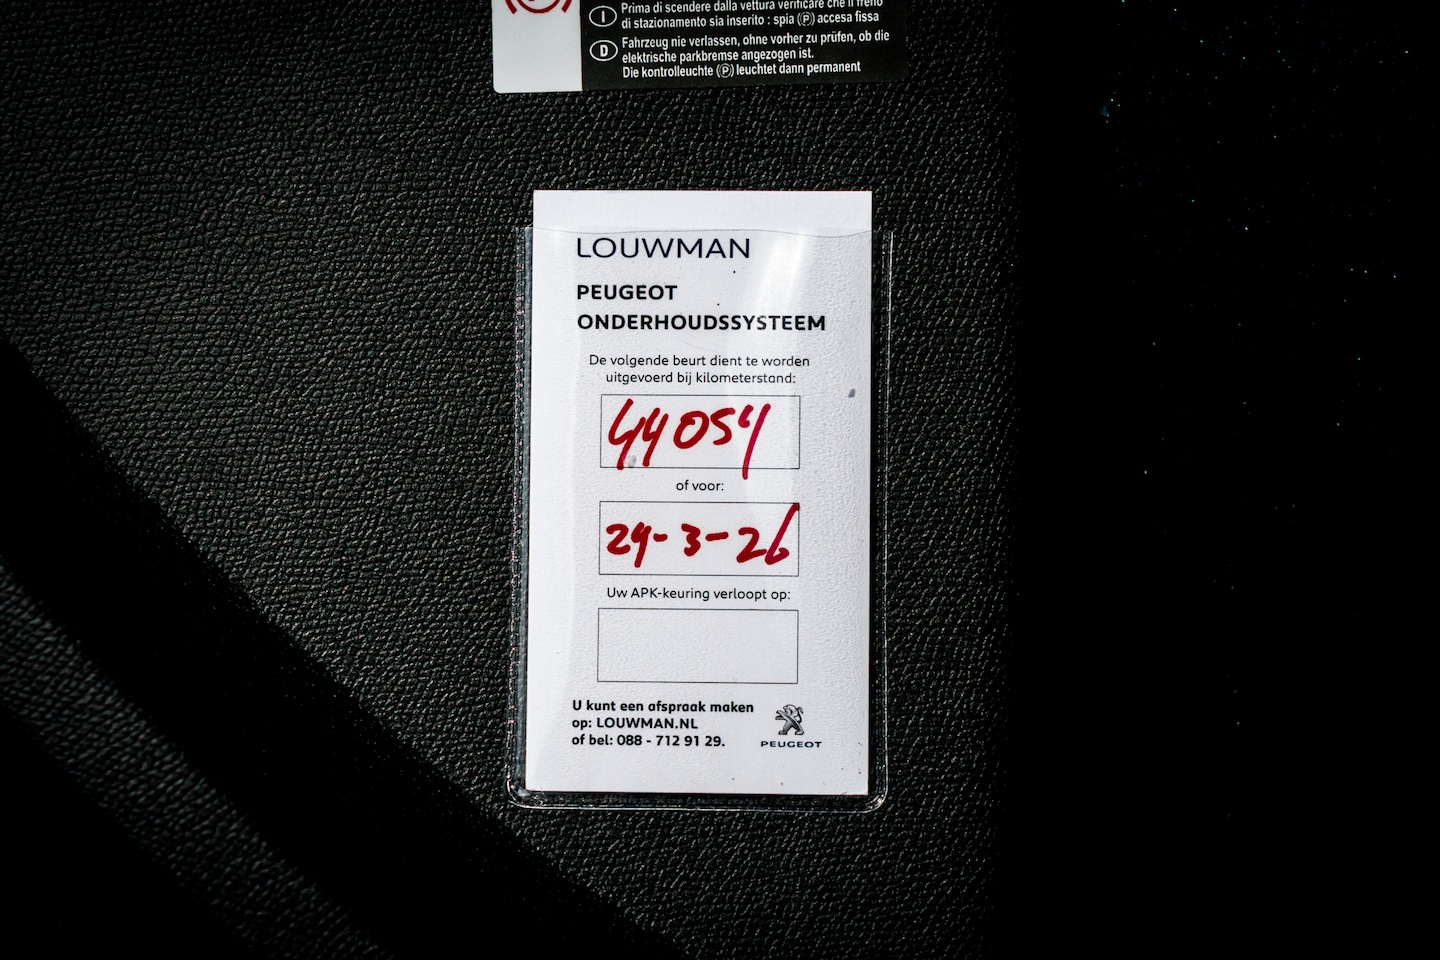 I Prima di scendere dalla vettura verificare che il freno
di stazionamento sia inserito : spia (P) accesa fissa
D Fahrzeug nie verlassen, ohne vorher zu prüfen, ob die
elektrische parkbremse angezogen ist.
Die kontrolleuchte (P) leuchtet dann permanent
LOUWMAN
PEUGEOT
ONDERHOUDSSYSTEEM
De volgende beurt dient te worden
uitgevoerd bij kilometerstand:
44054
of voor:
24-3-26
Uw APK-keuring verloopt op:
U kunt een afspraak maken
op: LOUWMAN.NL
of bel: 088 - 712 91 29.
PEUGEOT